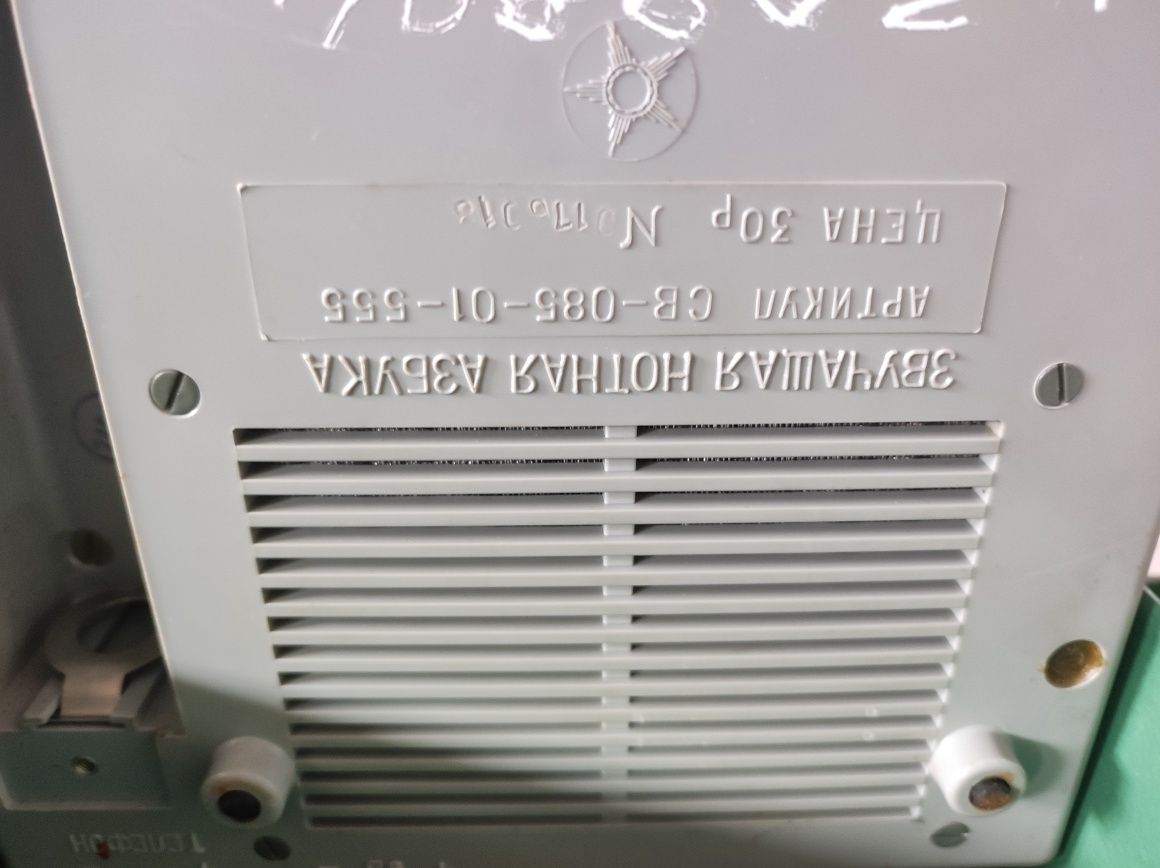 ЗВУЧАЩАЯ НОТНАЯ АЗБУКА
АРТИКУЛ СВ-085-01-555
ЦЕНА 30р
ТЕЛЕФОН